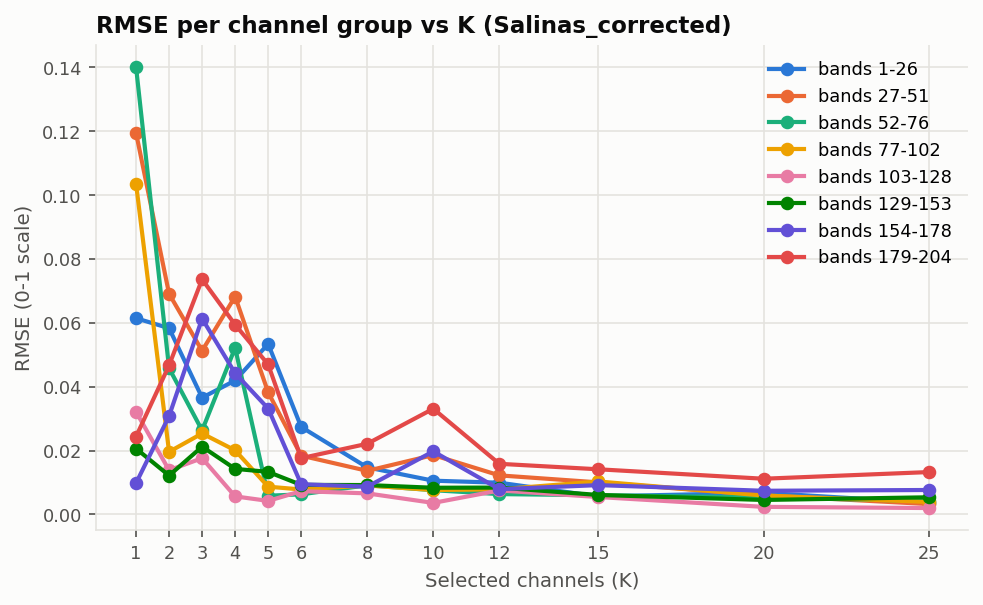 RMSE per channel group vs K (Salinas_corrected)
bands 1-26
bands 27-51
bands 52-76
bands 77-102
bands 103-128
bands 129-153
bands 154-178
bands 179-204
RMSE (0-1 scale)
0.14
0.12
0.10
0.08
0.06
0.04
0.02
0.00
1 2 3 4 5 6 8 10 12 15 20 25
Selected channels (K)